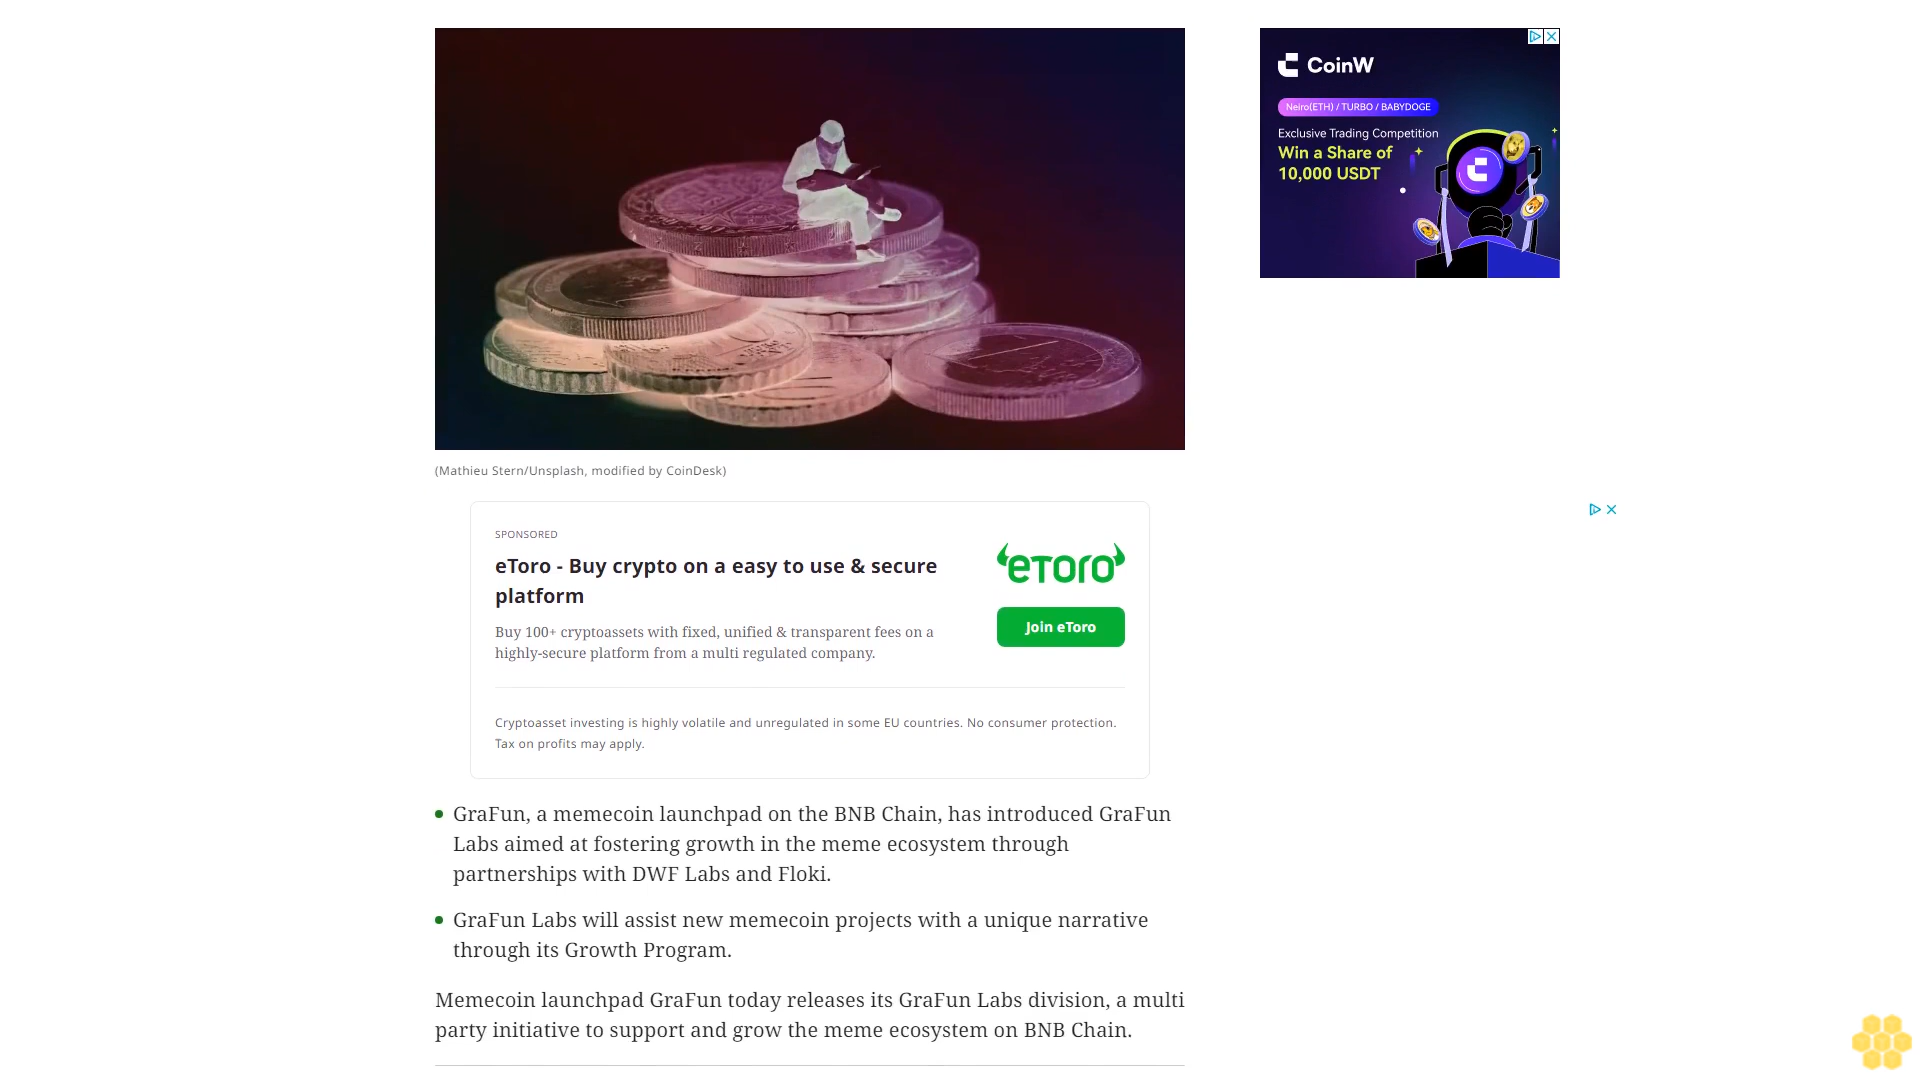 CoinW
Neiro(ETH) / TURBO / BABYDOGE
Exclusive Trading Competition
Win a Share of
10,000 USDT
(Mathieu Stern/Unsplash, modified by CoinDesk)
SPONSORED
eToro - Buy crypto on a easy to use & secure
platform
Buy 100+ cryptoassets with fixed, unified & transparent fees on a
highly-secure platform from a multi regulated company.
eToro
Join eToro
Cryptoasset investing is highly volatile and unregulated in some EU countries. No consumer protection.
Tax on profits may apply.
GraFun, a memecoin launchpad on the BNB Chain, has introduced GraFun
Labs aimed at fostering growth in the meme ecosystem through
partnerships with DWF Labs and Floki.
GraFun Labs will assist new memecoin projects with a unique narrative
through its Growth Program.
Memecoin launchpad GraFun today releases its GraFun Labs division, a multi
party initiative to support and grow the meme ecosystem on BNB Chain.